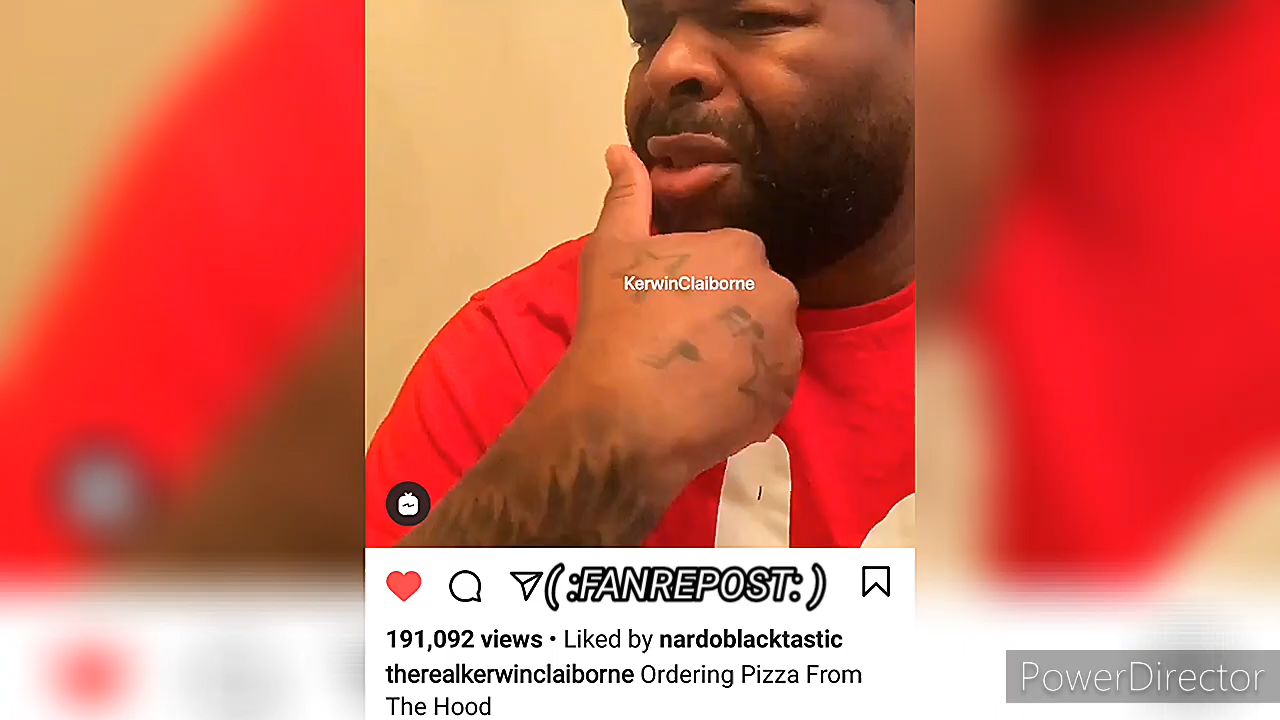 KerwinClaiborne
( :FANREPOST: )
191,092 views • Liked by nardoblacktastic
therealkerwinclaiborne Ordering Pizza From
The Hood
PowerDirector